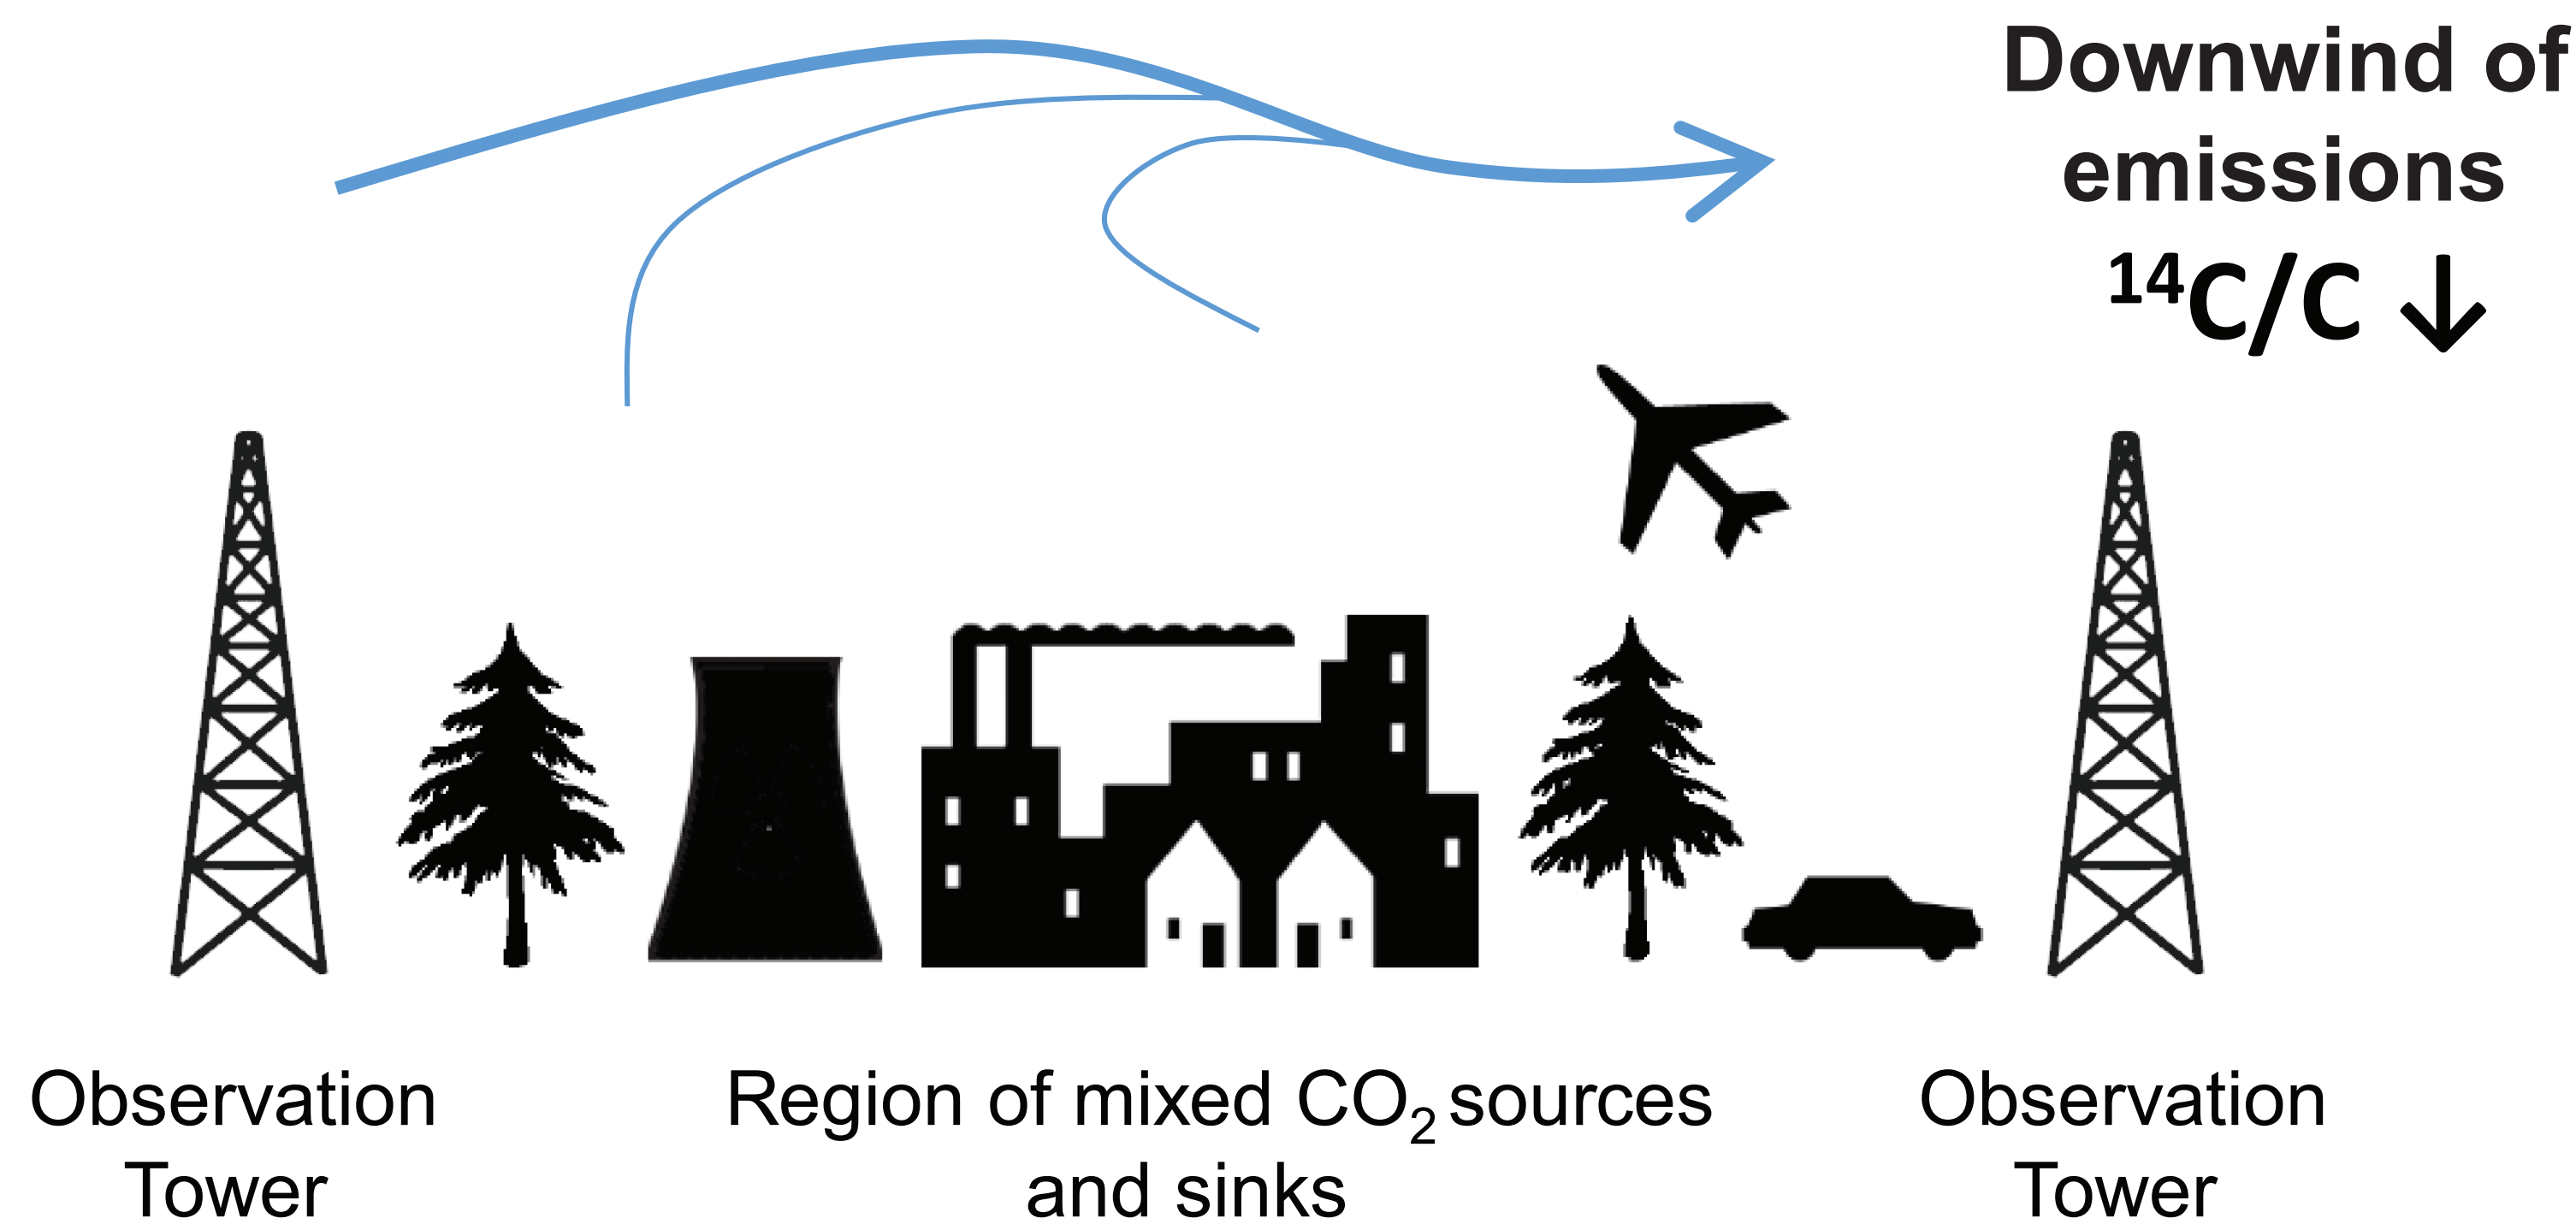 Downwind of
emissions
¹⁴C/C ↓
Observation
Tower
Region of mixed CO₂ sources
and sinks
Observation
Tower